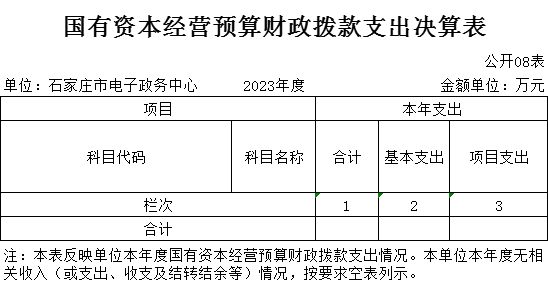 国有资本经营预算财政拨款支出决算表
公开08表
单位：石家庄市电子政务中心 2023年度 金额单位：万元
项目 本年支出
科目代码 科目名称 合计 基本支出 项目支出
栏次 1 2 3
合计
注：本表反映单位本年度国有资本经营预算财政拨款支出情况。本单位本年度无相
关收入（或支出、收支及结转结余等）情况，按要求空表列示。